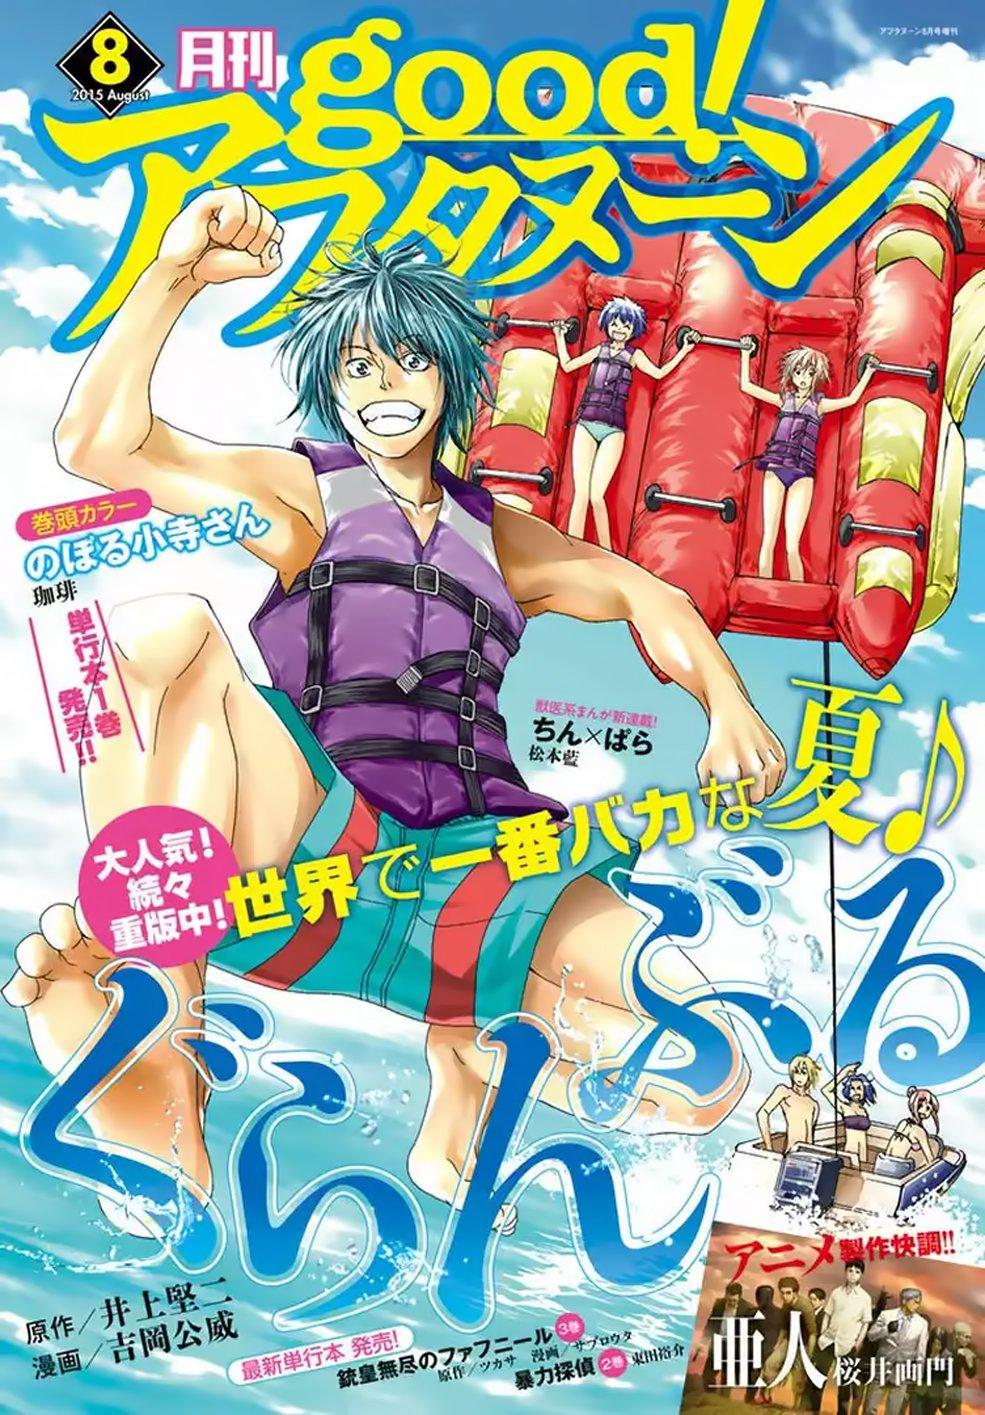 アフタヌーン8月号増刊
8
2015 August
月刊
good!
アフタヌーン
巻頭カラー
のぼる小寺さん
珈琲
単行本1巻
発売!!
獣医系まんが新連載!
ちん×ぱら
松本藍
大人気!
続々
重版中!
世界で一番バカな夏♪
ぐらんぶる
原作/井上堅二
漫画/吉岡公威
最新単行本 発売!
銃皇無尽のファフニール 3巻
原作/ツカサ 漫画/サブロウタ
暴力探偵 2巻 東田裕介
アニメ製作快調!!
亜人 桜井画門